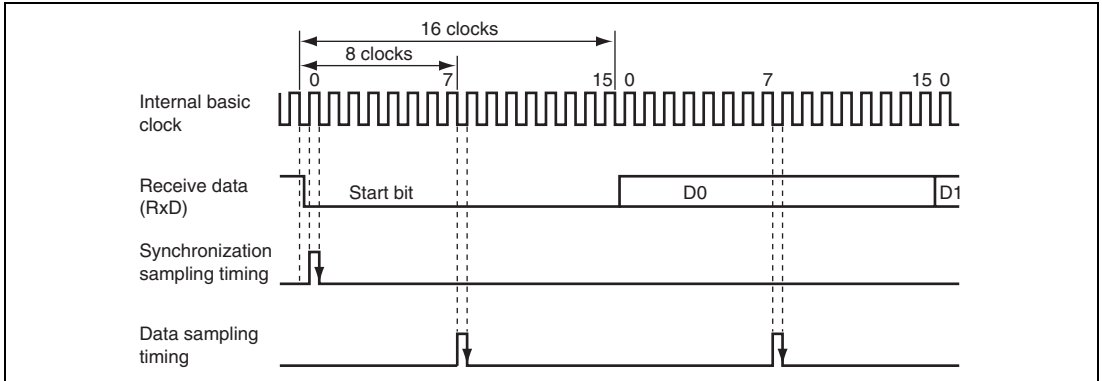 16 clocks
8 clocks
0 7 15 0 7 15 0
Internal basic
clock
Receive data
(RxD)
Start bit D0 D1
Synchronization
sampling timing
Data sampling
timing